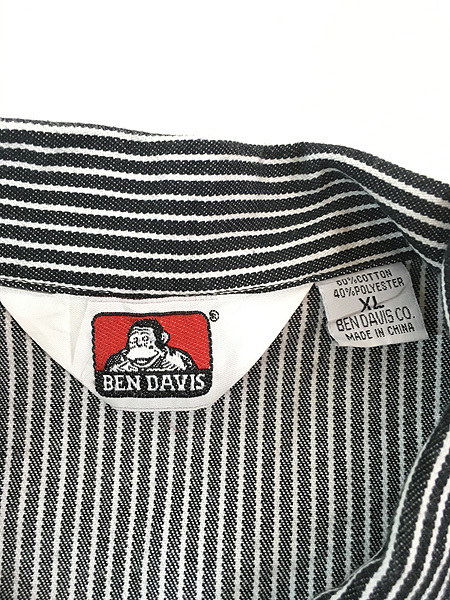 ®
BEN DAVIS
60% COTTON
40% POLYESTER
XL
BEN DAVIS CO.
MADE IN CHINA